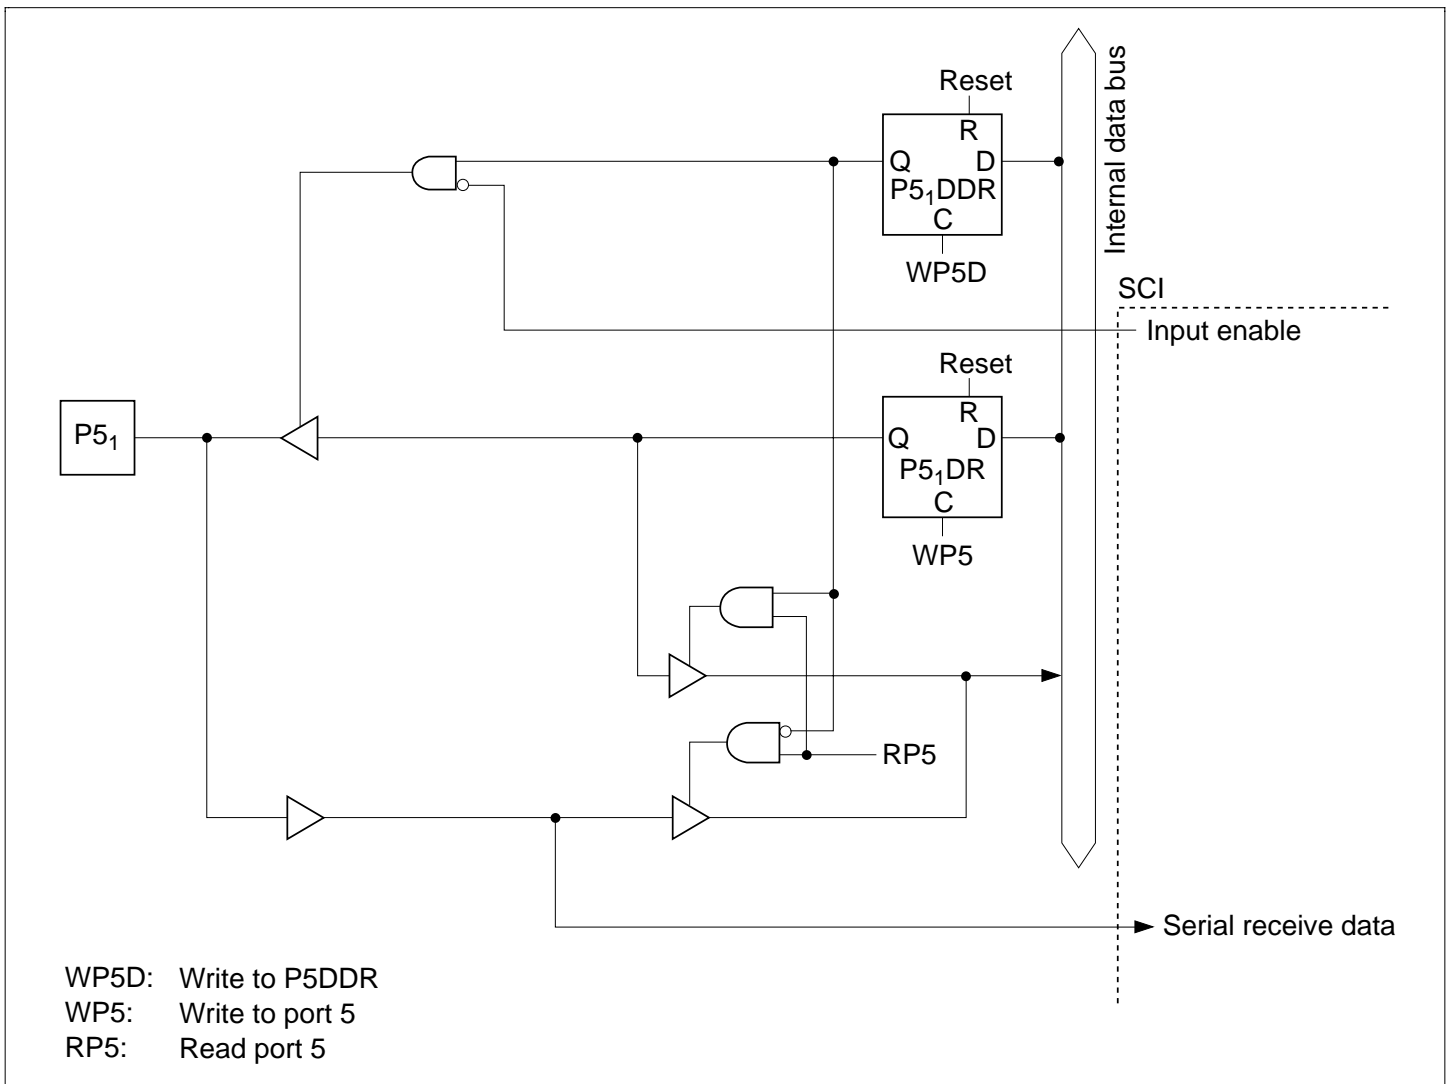 Reset
R
Q D
P5₁DDR
C
WP5D
Internal data bus
SCI
Input enable
Reset
R
P5₁
Q D
P5₁DR
C
WP5
RP5
Serial receive data
WP5D: Write to P5DDR
WP5: Write to port 5
RP5: Read port 5